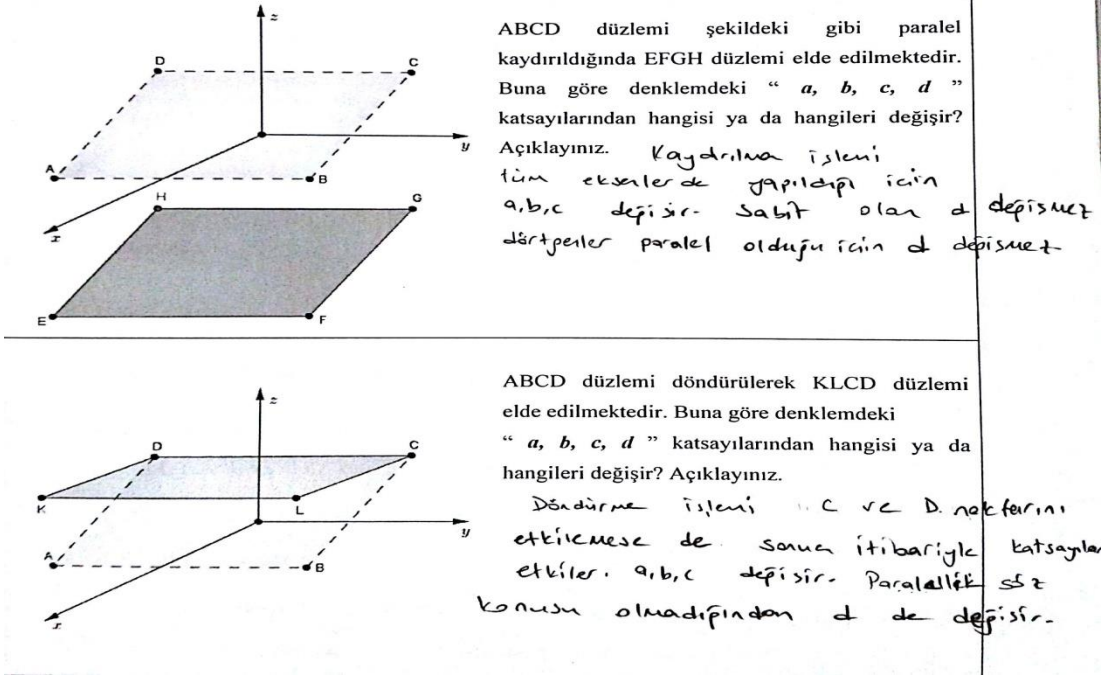 z
D
C
y
A
B
x
H
G
E
F
ABCD düzlemi şekildeki gibi paralel
kaydırıldığında EFGH düzlemi elde edilmektedir.
Buna göre denklemdeki “ a, b, c, d ”
katsayılarından hangisi ya da hangileri değişir?
Açıklayınız. Kaydırılma işlemi
tüm eksenlerde yapıldığı için
a,b,c değişir. Sabit olan d değişmez
dörtgenler paralel olduğu için d değişmez
z
D
C
K
L
y
A
B
x
ABCD düzlemi döndürülerek KLCD düzlemi
elde edilmektedir. Buna göre denklemdeki
“ a, b, c, d ” katsayılarından hangisi ya da
hangileri değişir? Açıklayınız.
Döndürme işlemi C ve D
etkilemese de sonuç itibariyle katsayıları
etkiler. a,b,c değişir. Paralellik söz
konusu olmadığından d de değişir.